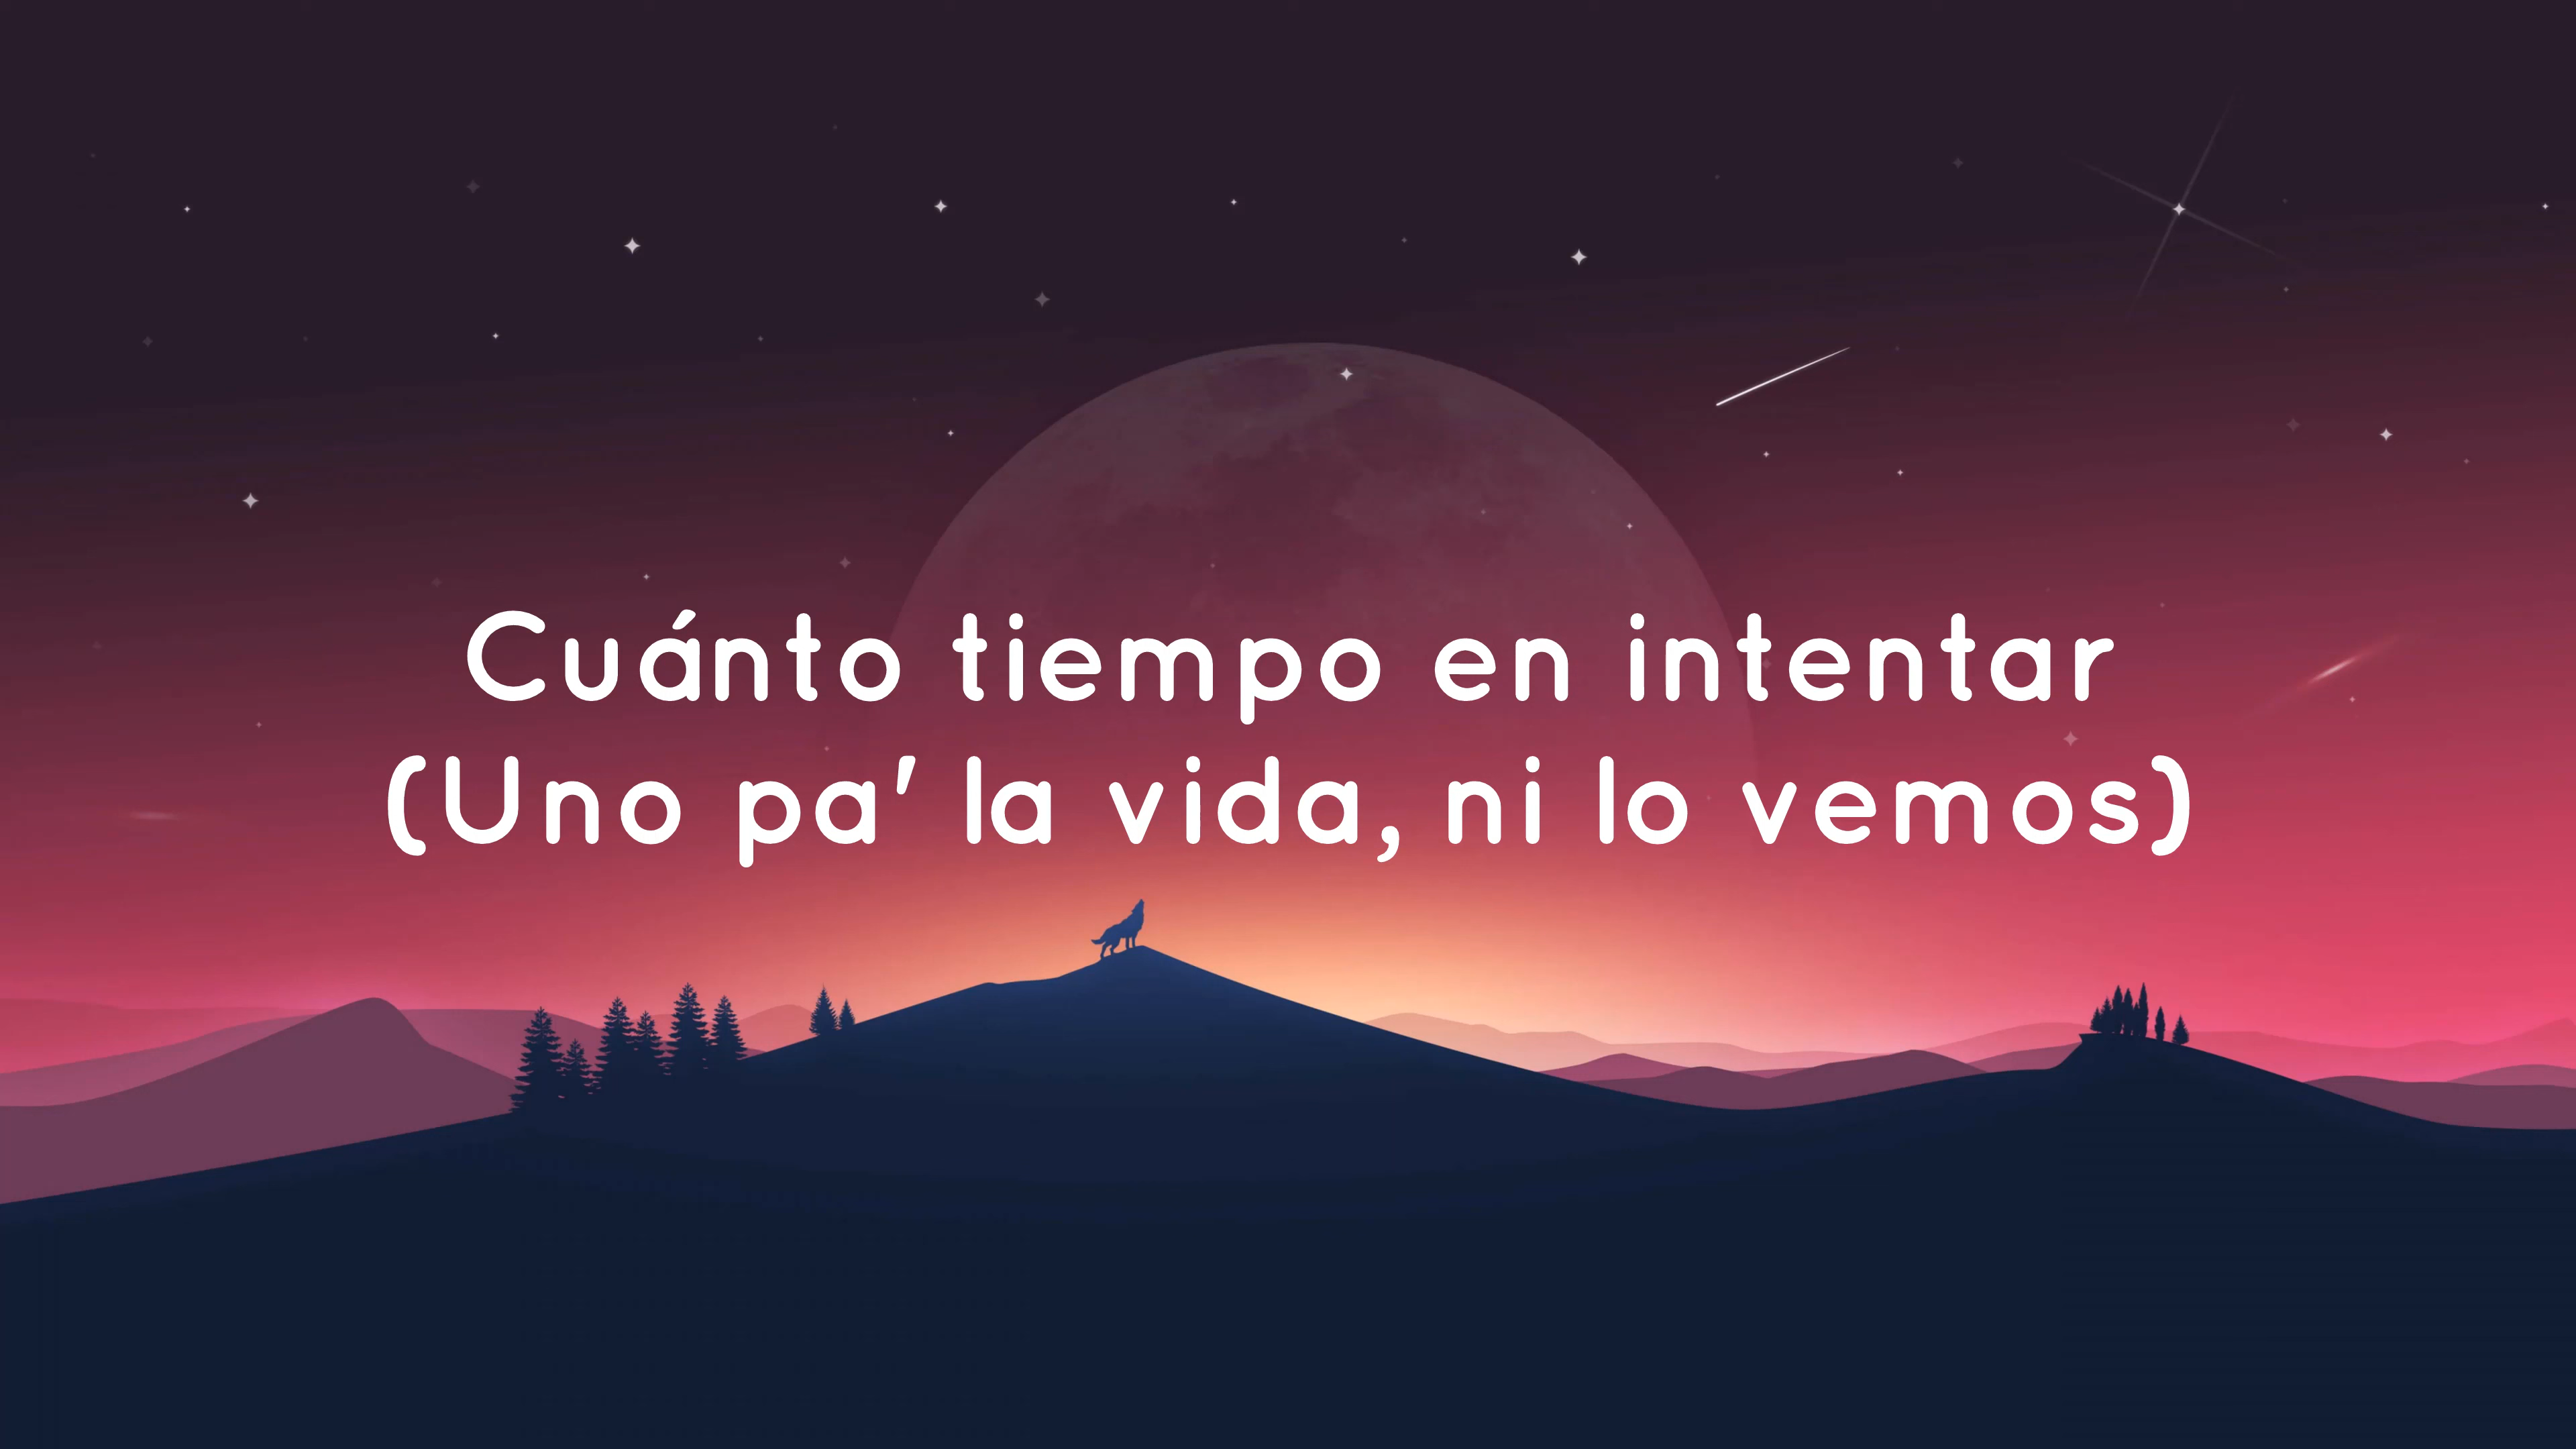 Cuánto tiempo en intentar
(Uno pa' la vida, ni lo vemos)